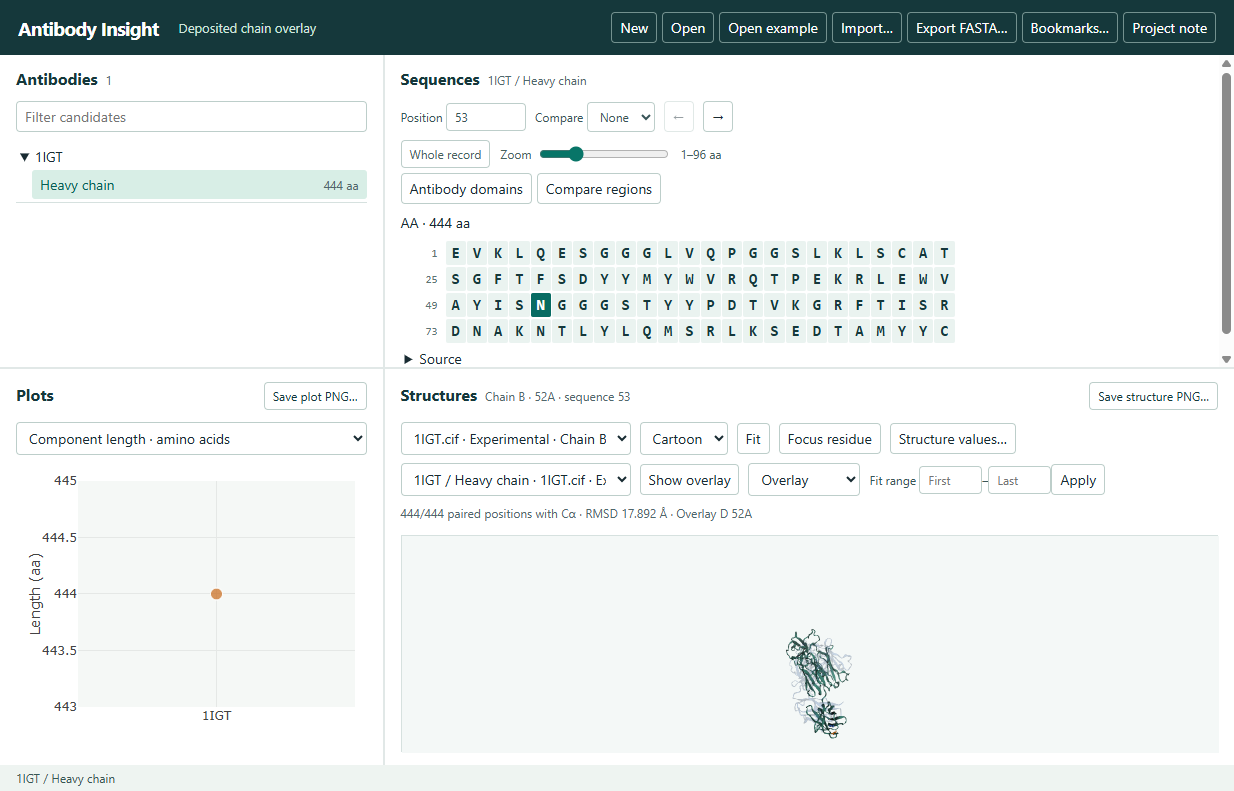 Antibody Insight Deposited chain overlay New Open Open example Import... Export FASTA... Bookmarks... Project note
Antibodies 1
Filter candidates
▼ 1IGT
Heavy chain 444 aa
Sequences 1IGT / Heavy chain
Position 53 Compare None ← →
Whole record Zoom 1–96 aa
Antibody domains Compare regions
AA · 444 aa
1 E V K L Q E S G G G L V Q P G G S L K L S C A T
25 S G F T F S D Y Y M Y W V R Q T P E K R L E W V
49 A Y I S N G G G S T Y Y P D T V K G R F T I S R
73 D N A K N T L Y L Q M S R L K S E D T A M Y Y C
▶ Source
Plots Save plot PNG...
Component length · amino acids
445
444.5
444
443.5
443
Length (aa)
1IGT
Structures Chain B · 52A · sequence 53 Save structure PNG...
1IGT.cif · Experimental · Chain B Cartoon Fit Focus residue Structure values...
1IGT / Heavy chain · 1IGT.cif · Ex Show overlay Overlay Fit range First – Last Apply
444/444 paired positions with Cα · RMSD 17.892 Å · Overlay D 52A
1IGT / Heavy chain